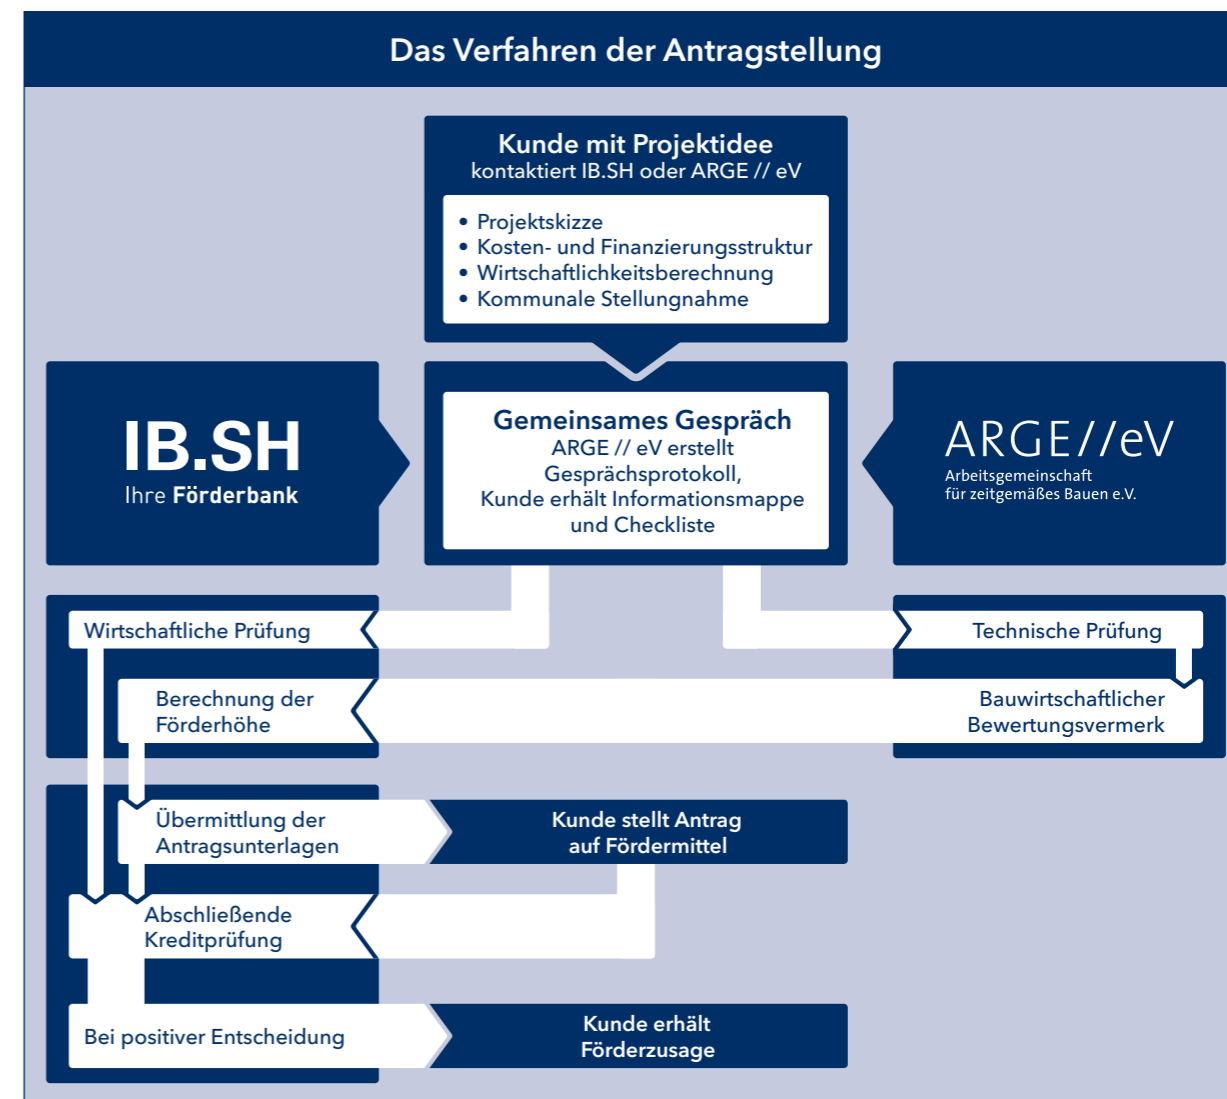 Das Verfahren der Antragstellung
Kunde mit Projektidee
kontaktiert IB.SH oder ARGE // eV
• Projektskizze
• Kosten- und Finanzierungsstruktur
• Wirtschaftlichkeitsberechnung
• Kommunale Stellungnahme
IB.SH
Ihre Förderbank
Gemeinsames Gespräch
ARGE // eV erstellt
Gesprächsprotokoll,
Kunde erhält Informationsmappe
und Checkliste
ARGE//eV
Arbeitsgemeinschaft
für zeitgemäßes Bauen e.V.
Wirtschaftliche Prüfung
Technische Prüfung
Berechnung der
Förderhöhe
Bauwirtschaftlicher
Bewertungsvermerk
Übermittlung der
Antragsunterlagen
Kunde stellt Antrag
auf Fördermittel
Abschließende
Kreditprüfung
Bei positiver Entscheidung
Kunde erhält
Förderzusage